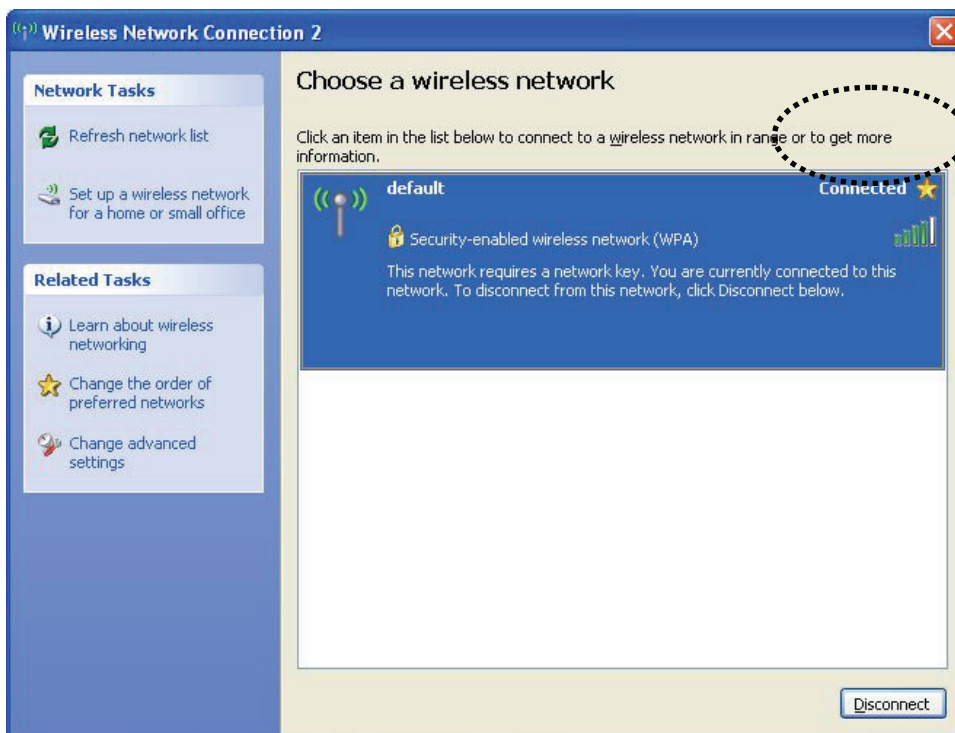 Wireless Network Connection 2
Network Tasks
Refresh network list
Set up a wireless network
for a home or small office
Related Tasks
Learn about wireless
networking
Change the order of
preferred networks
Change advanced
settings
Choose a wireless network
Click an item in the list below to connect to a wireless network in range or to get more
information.
default
Connected
Security-enabled wireless network (WPA)
This network requires a network key. You are currently connected to this
network. To disconnect from this network, click Disconnect below.
Disconnect